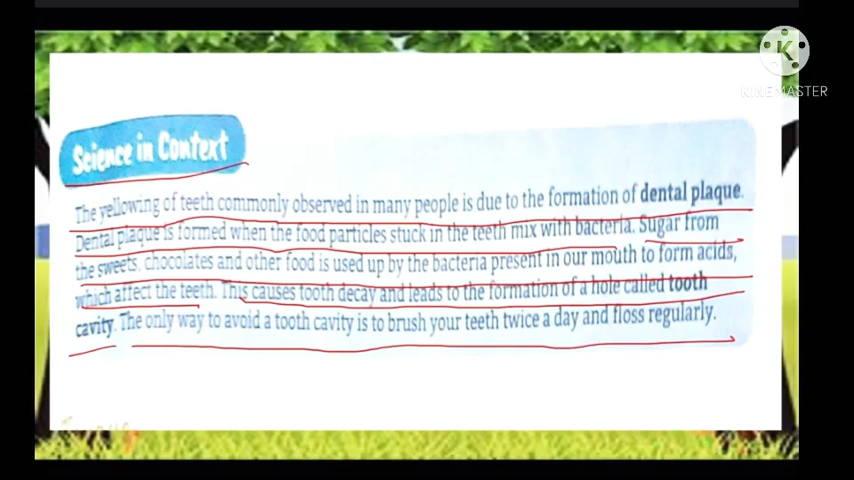 KINEMASTER
Science in Context
The yellowing of teeth commonly observed in many people is due to the formation of dental plaque.
Dental plaque is formed when the food particles stuck in the teeth mix with bacteria. Sugar from
the sweets, chocolates and other food is used up by the bacteria present in our mouth to form acids,
which affect the teeth. This causes tooth decay and leads to the formation of a hole called tooth
cavity. The only way to avoid a tooth cavity is to brush your teeth twice a day and floss regularly.